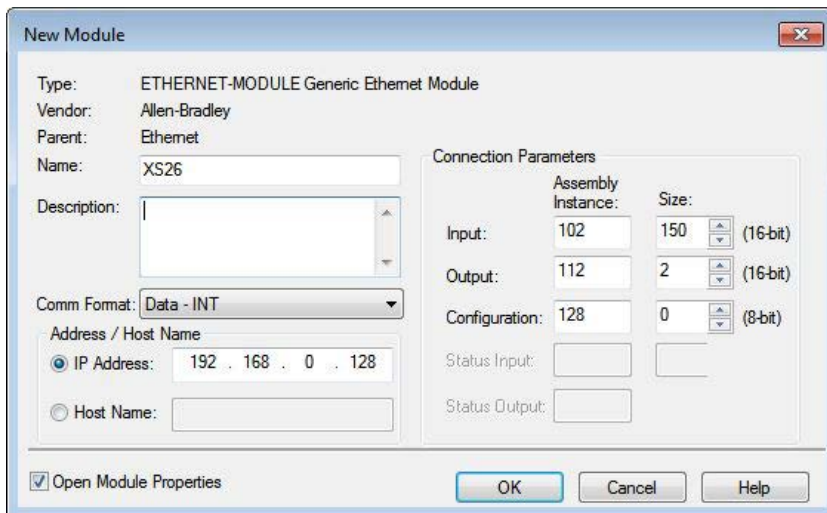 New Module
Type: ETHERNET-MODULE Generic Ethernet Module
Vendor: Allen-Bradley
Parent: Ethernet
Name: XS26
Description:
Comm Format: Data - INT
Address / Host Name
IP Address: 192 . 168 . 0 . 128
Host Name:
Connection Parameters
Assembly
Instance: Size:
Input: 102 150 (16-bit)
Output: 112 2 (16-bit)
Configuration: 128 0 (8-bit)
Status Input:
Status Output:
Open Module Properties
OK Cancel Help